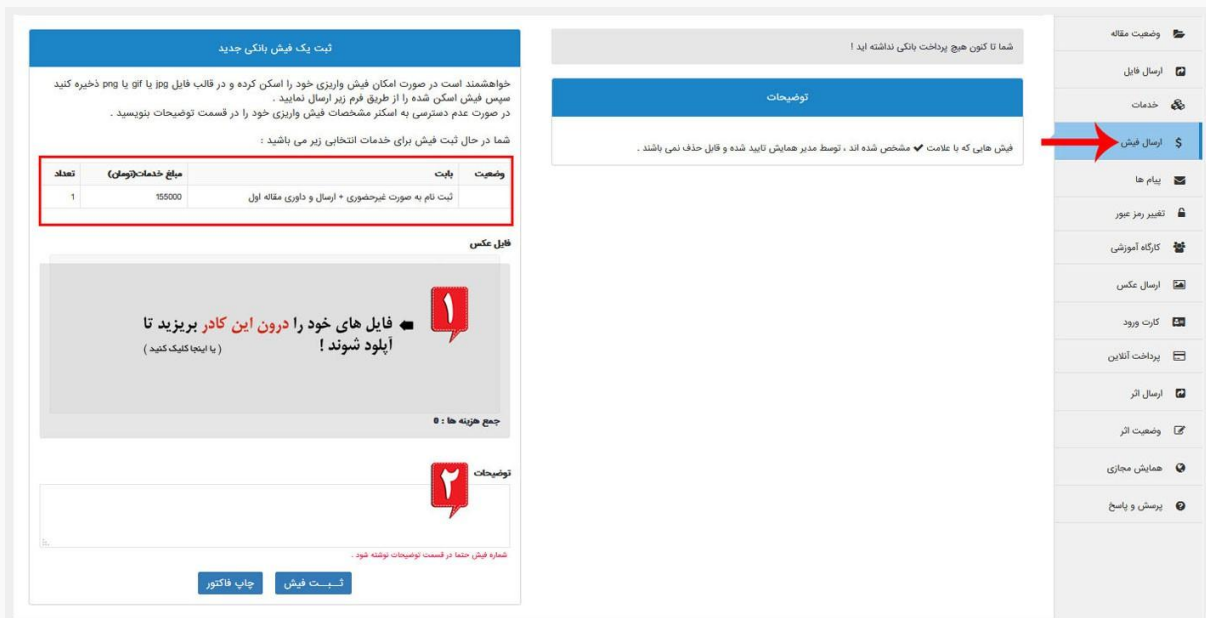 وضعیت مقاله
ارسال فایل
خدمات
ارسال فیش
پیام ها
تغییر رمز عبور
کارگاه آموزشی
ارسال عکس
کارت ورود
پرداخت آنلاین
ارسال اثر
وضعیت اثر
همایش مجازی
پرسش و پاسخ
شما تا کنون هیچ پرداخت بانکی نداشته اید !
توضیحات
فیش هایی که با علامت ✔ مشخص شده اند ، توسط مدیر همایش تایید شده و قابل حذف نمی باشند .
ثبت یک فیش بانکی جدید
خواهشمند است در صورت امکان فیش واریزی خود را اسکن کرده و در قالب فایل jpg یا gif یا png ذخیره کنید
سپس فیش اسکن شده را از طریق فرم زیر ارسال نمایید .
در صورت عدم دسترسی به اسکنر مشخصات فیش واریزی خود را در قسمت توضیحات بنویسید .
شما در حال ثبت فیش برای خدمات انتخابی زیر می باشید :
وضعیت بابت مبلغ خدمات(تومان) تعداد
ثبت نام به صورت غیرحضوری + ارسال و داوری مقاله اول 155000 1
فایل عکس
۱
فایل های خود را درون این کادر بریزید تا
آپلود شوند ! ( یا اینجا کلیک کنید )
جمع هزینه ها : 0
توضیحات
۲
شماره فیش حتما در قسمت توضیحات نوشته شود .
ثـبـت فیش چاپ فاکتور